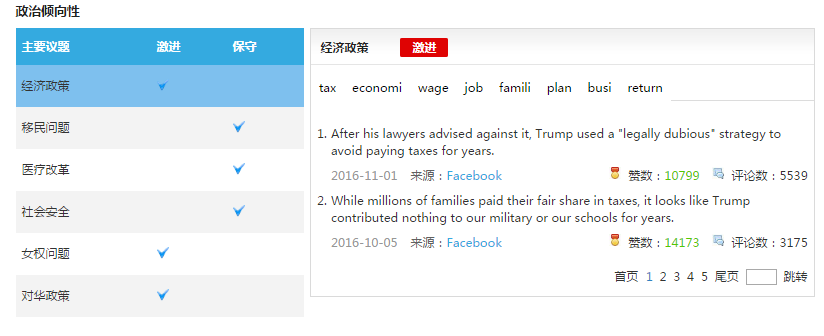 政治倾向性
主要议题 激进 保守
经济政策
移民问题
医疗改革
社会安全
女权问题
对华政策
经济政策 激进
tax economi wage job famili plan busi return
1. After his lawyers advised against it, Trump used a "legally dubious" strategy to
avoid paying taxes for years.
2016-11-01 来源：Facebook 赞数：10799 评论数：5539
2. While millions of families paid their fair share in taxes, it looks like Trump
contributed nothing to our military or our schools for years.
2016-10-05 来源：Facebook 赞数：14173 评论数：3175
首页 1 2 3 4 5 尾页 跳转